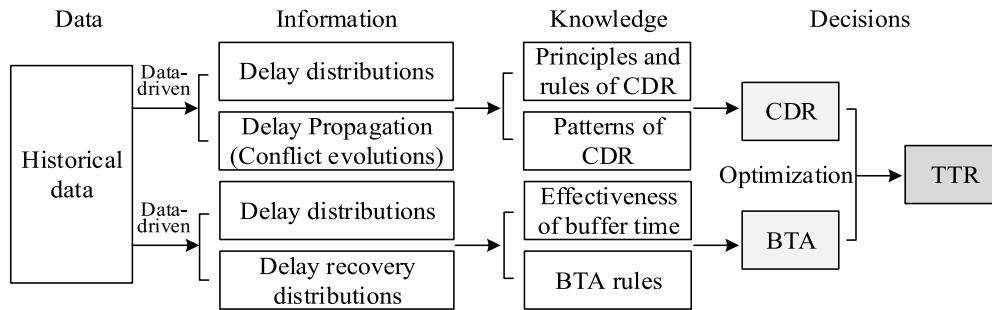 Data
Information
Knowledge
Decisions
Historical
data
Data-
driven
Delay distributions
Delay Propagation
(Conflict evolutions)
Principles and
rules of CDR
Patterns of
CDR
CDR
Data-
driven
Delay distributions
Delay recovery
distributions
Effectiveness
of buffer time
BTA rules
BTA
Optimization
TTR